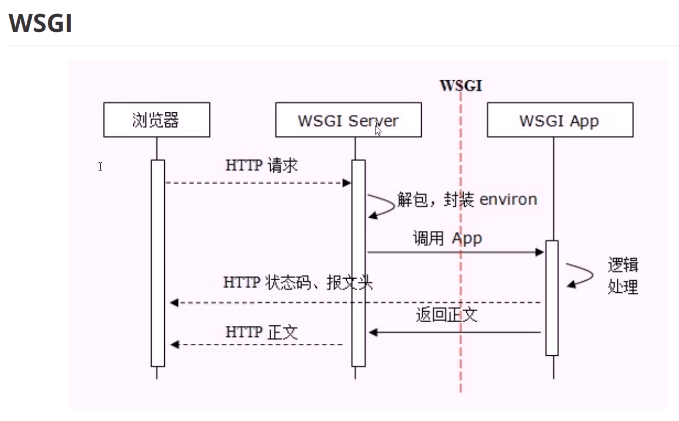 WSGI
WSGI
浏览器
WSGI Server
WSGI App
HTTP 请求
解包，封装 environ
调用 App
逻辑
处理
HTTP 状态码、报文头
返回正文
HTTP 正文